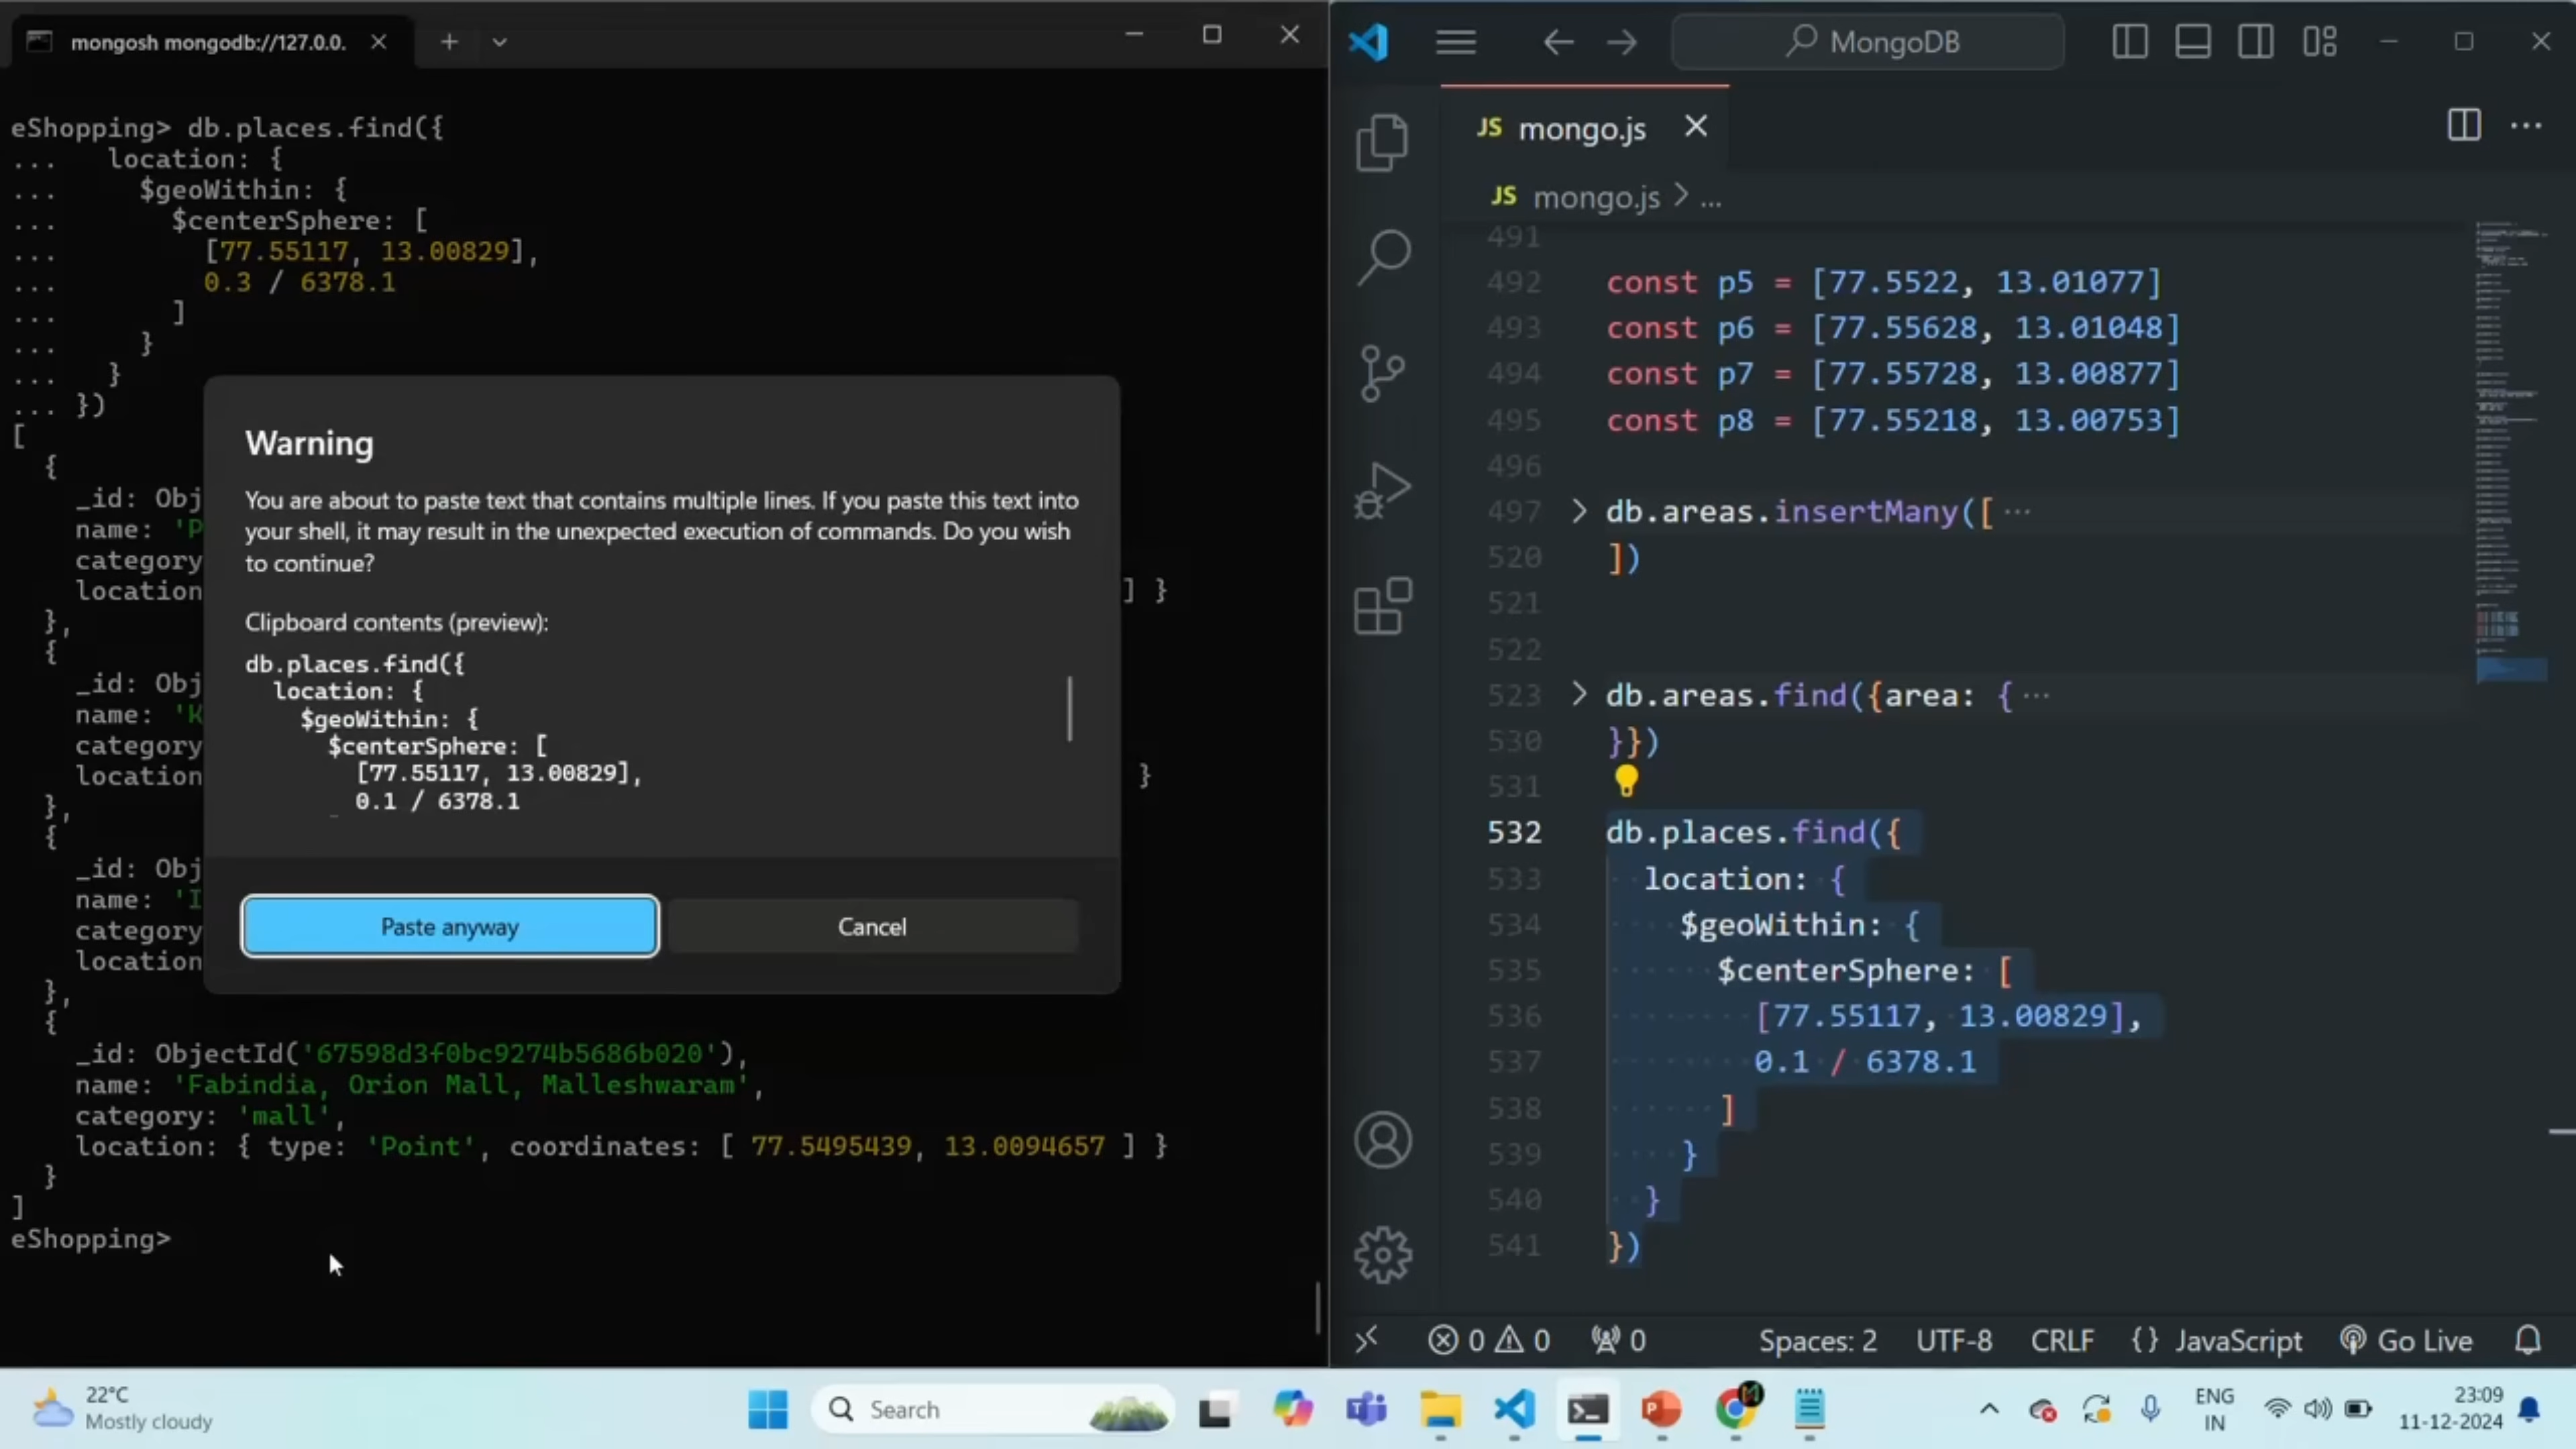 mongosh mongodb://127.0.0.
eShopping> db.places.find({
... location: {
... $geoWithin: {
... $centerSphere: [
... [77.55117, 13.00829],
... 0.3 / 6378.1
... ]
... }
... }
... })
[
{
_id: Obj
name: 'P
category
location ] }
},
{
_id: Obj
name: 'K
category
location }
},
{
_id: Obj
name: 'I
category
location
},
{
_id: ObjectId('67598d3f0bc9274b5686b020'),
name: 'Fabindia, Orion Mall, Malleshwaram',
category: 'mall',
location: { type: 'Point', coordinates: [ 77.5495439, 13.0094657 ] }
}
]
eShopping>
Warning
You are about to paste text that contains multiple lines. If you paste this text into
your shell, it may result in the unexpected execution of commands. Do you wish
to continue?
Clipboard contents (preview):
db.places.find({
location: {
$geoWithin: {
$centerSphere: [
[77.55117, 13.00829],
0.1 / 6378.1
Paste anyway
Cancel
MongoDB
JS mongo.js
JS mongo.js > ...
491
492 const p5 = [77.5522, 13.01077]
493 const p6 = [77.55628, 13.01048]
494 const p7 = [77.55728, 13.00877]
495 const p8 = [77.55218, 13.00753]
496
497 db.areas.insertMany([ ...
520 ])
521
522
523 db.areas.find({area: { ...
530 }})
531
532 db.places.find({
533 location: {
534 $geoWithin: {
535 $centerSphere: [
536 [77.55117, 13.00829],
537 0.1 / 6378.1
538 ]
539 }
540 }
541 })
0 0 0 Spaces: 2 UTF-8 CRLF {} JavaScript Go Live
22°C
Mostly cloudy
Search
ENG
IN
23:09
11-12-2024